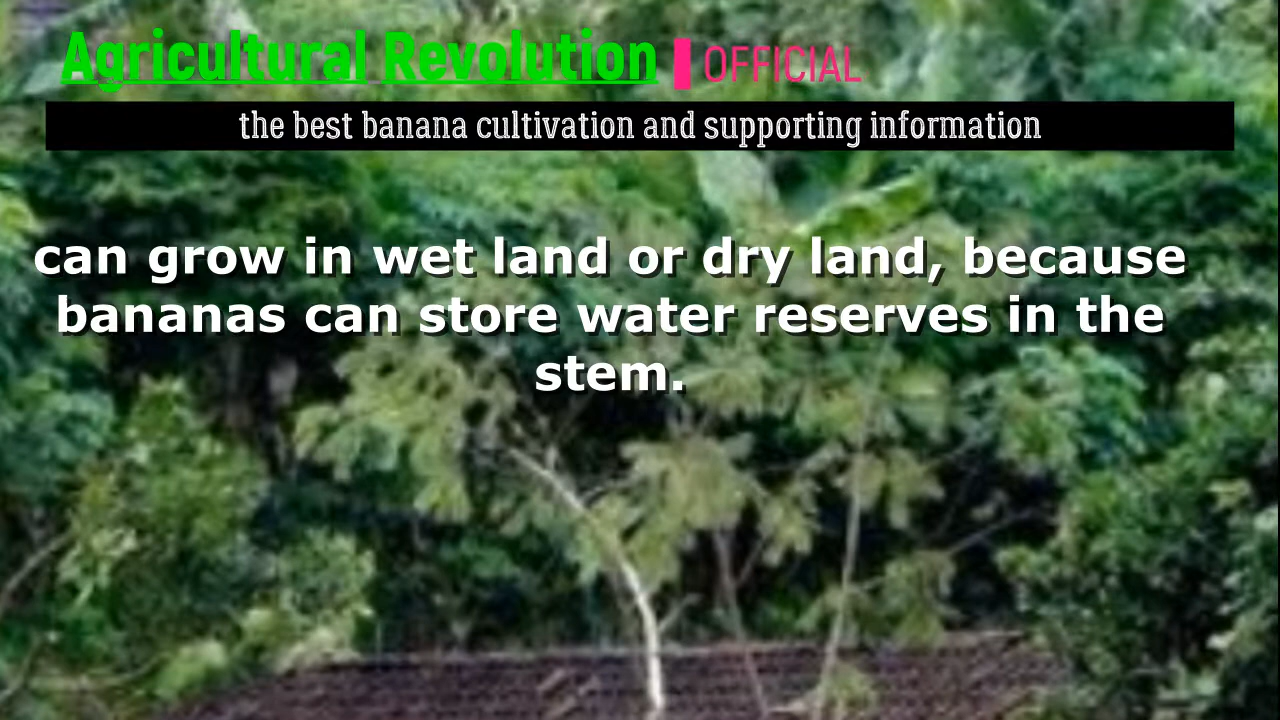 Agricultural Revolution OFFICIAL
the best banana cultivation and supporting information
can grow in wet land or dry land, because
bananas can store water reserves in the
stem.